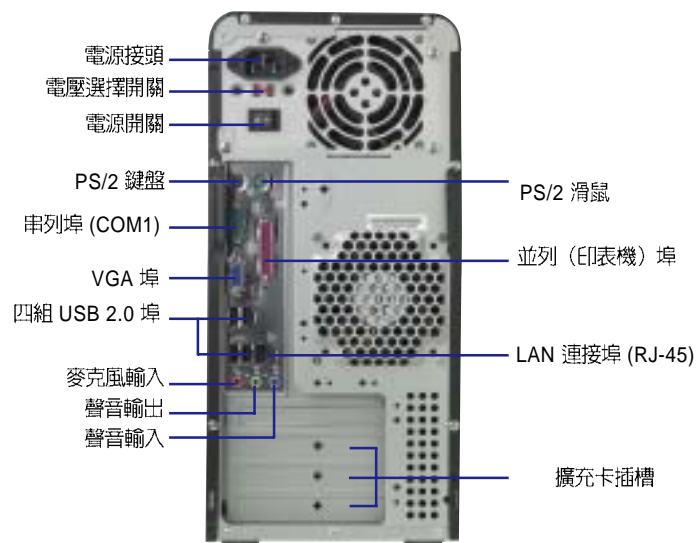 電源接頭
電壓選擇開關
電源開關
PS/2 鍵盤
PS/2 滑鼠
串列埠 (COM1)
並列（印表機）埠
VGA 埠
四組 USB 2.0 埠
LAN 連接埠 (RJ-45)
麥克風輸入
聲音輸出
聲音輸入
擴充卡插槽